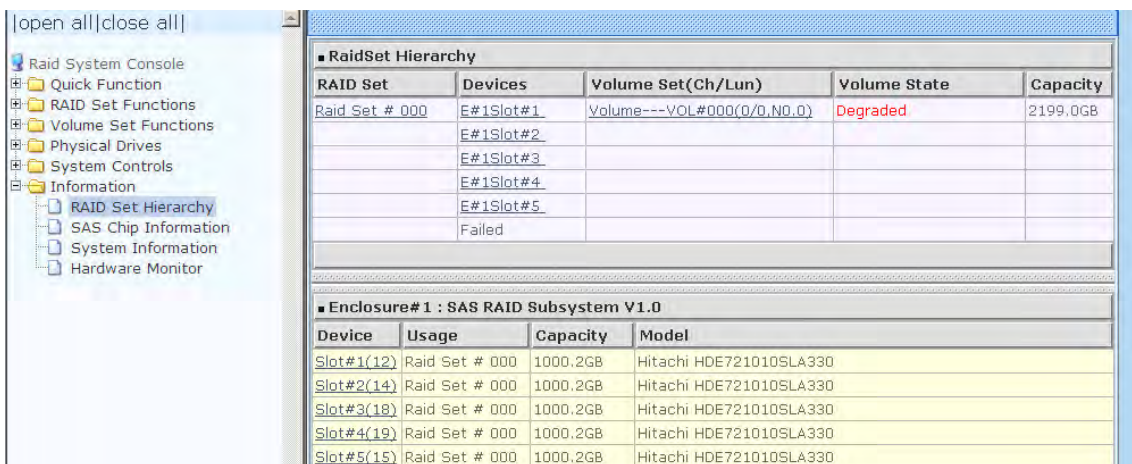 |open all|close all|
Raid System Console
Quick Function
RAID Set Functions
Volume Set Functions
Physical Drives
System Controls
Information
RAID Set Hierarchy
SAS Chip Information
System Information
Hardware Monitor
RaidSet Hierarchy
RAID Set Devices Volume Set(Ch/Lun) Volume State Capacity
Raid Set # 000 E#1Slot#1 Volume---VOL#000(0/0,N0.0) Degraded 2199.0GB
E#1Slot#2
E#1Slot#3
E#1Slot#4
E#1Slot#5
Failed
Enclosure#1 : SAS RAID Subsystem V1.0
Device Usage Capacity Model
Slot#1(12) Raid Set # 000 1000.2GB Hitachi HDE721010SLA330
Slot#2(14) Raid Set # 000 1000.2GB Hitachi HDE721010SLA330
Slot#3(18) Raid Set # 000 1000.2GB Hitachi HDE721010SLA330
Slot#4(19) Raid Set # 000 1000.2GB Hitachi HDE721010SLA330
Slot#5(15) Raid Set # 000 1000.2GB Hitachi HDE721010SLA330